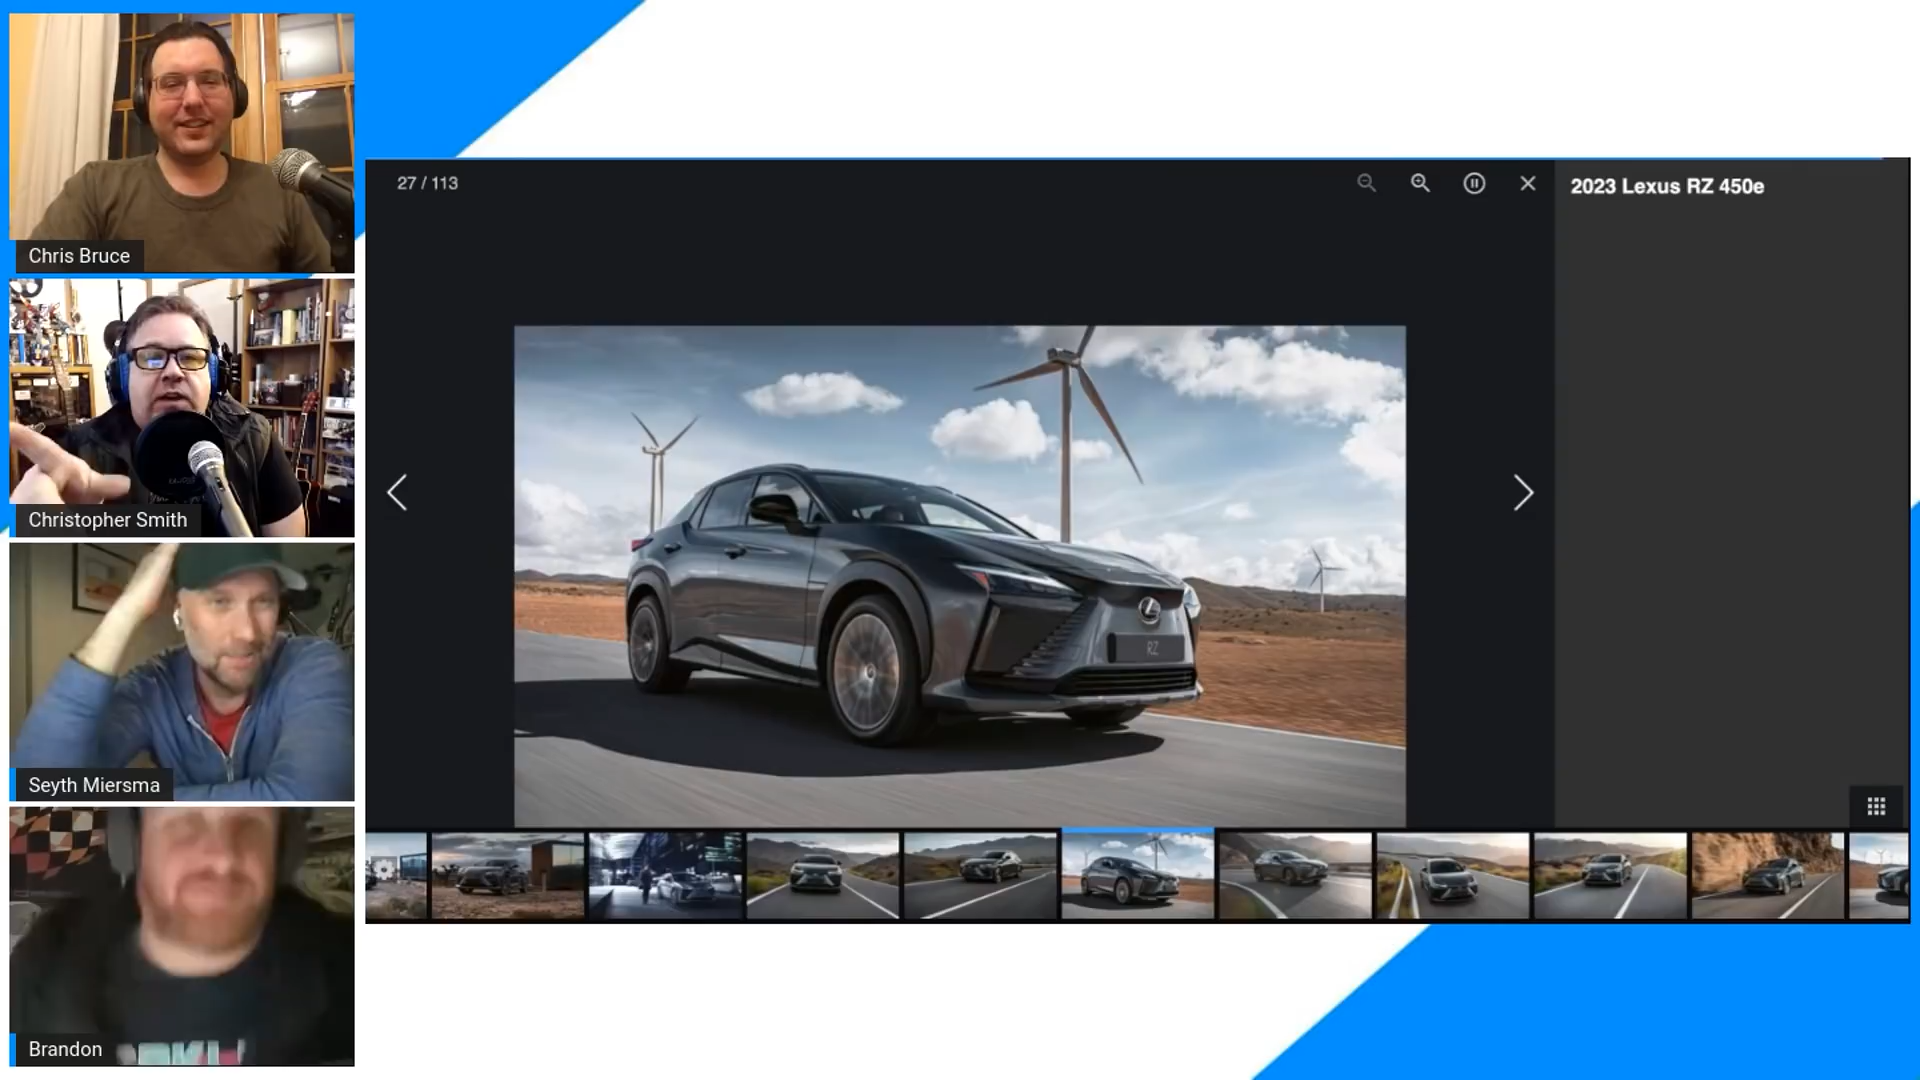 Chris Bruce
Christopher Smith
Seyth Miersma
Brandon
27 / 113
2023 Lexus RZ 450e
RZ